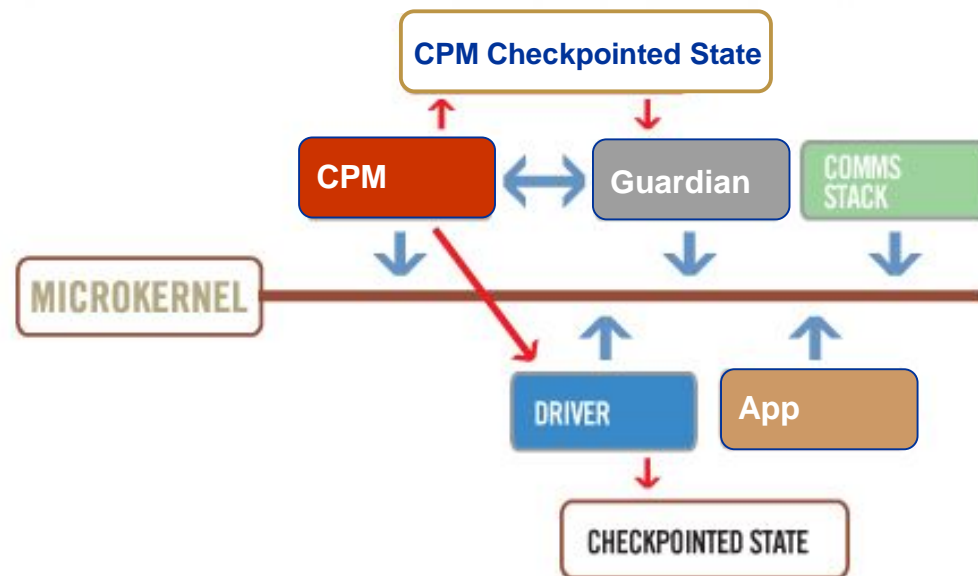 CPM Checkpointed State
CPM
Guardian
COMMS
STACK
MICROKERNEL
DRIVER
App
CHECKPOINTED STATE